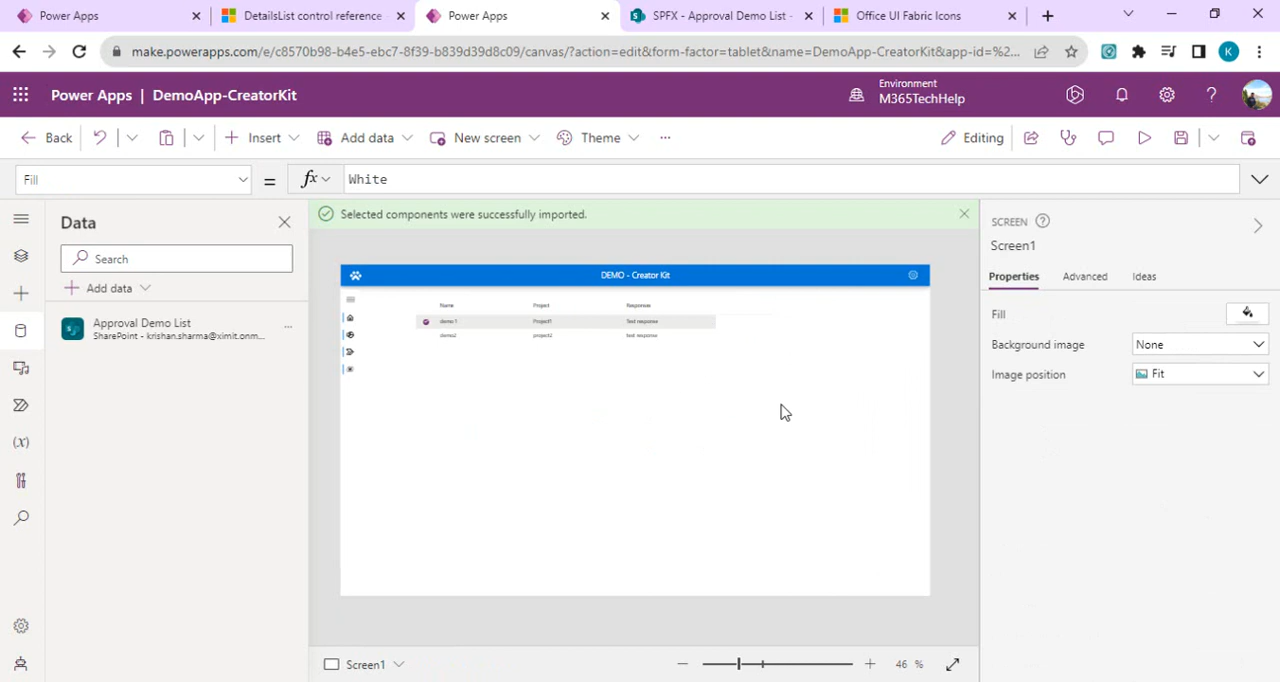 Power Apps
DetailsList control reference
Power Apps
SPFX - Approval Demo List -
Office UI Fabric Icons
make.powerapps.com/e/c8570b98-b4e5-ebc7-8f39-b839d39d8c09/canvas/?action=edit&form-factor=tablet&name=DemoApp-CreatorKit&app-id=%2...
K
Power Apps | DemoApp-CreatorKit
Environment
M365TechHelp
Back
Insert
Add data
New screen
Theme
...
Editing
Fill
=
fx
White
Data
Search
Add data
Approval Demo List
SharePoint - krishan.sharma@ximit.onm...
Selected components were successfully imported.
DEMO - Creator Kit
Name Project Response
demo 1 Project1 Test response
demo2 project2 test response
SCREEN
Screen1
Properties
Advanced
Ideas
Fill
Background image
None
Image position
Fit
Screen1
46 %